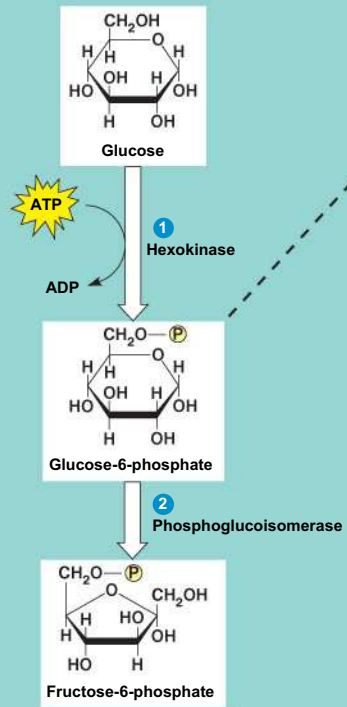 CH₂OH
H
O
H
H
OH
H
HO
OH
H
OH
Glucose
ATP
1
Hexokinase
ADP
CH₂O—P
H
O
H
H
OH
H
HO
OH
H
OH
Glucose-6-phosphate
2
Phosphoglucoisomerase
CH₂O—P
O
CH₂OH
H
H
HO
OH
HO
H
Fructose-6-phosphate